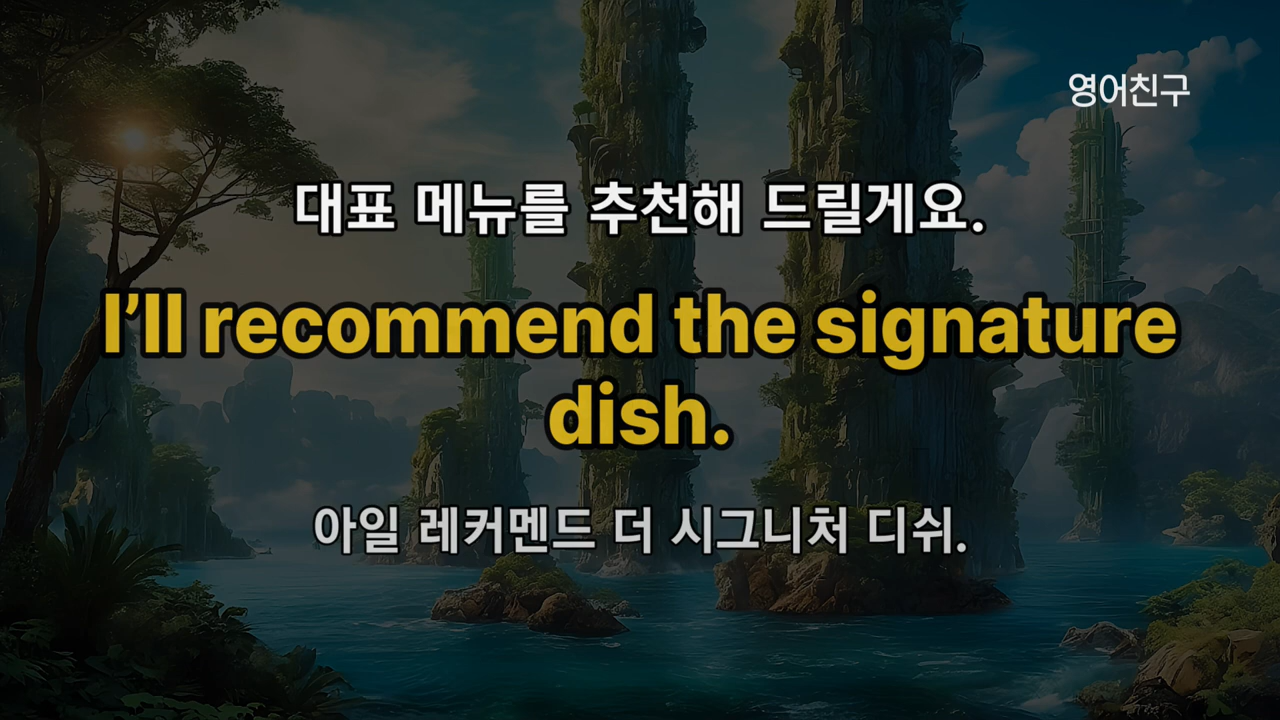 영어친구
대표 메뉴를 추천해 드릴게요.
I’ll recommend the signature
dish.
아일 레커멘드 더 시그니처 디쉬.